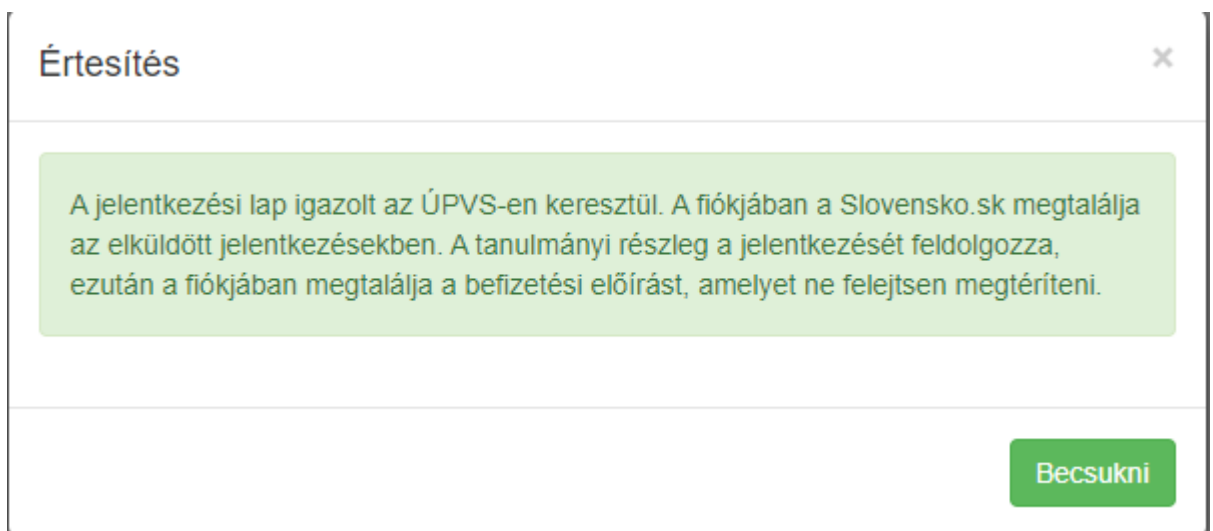 Értesítés
×
A jelentkezési lap igazolt az ÚPVS-en keresztül. A fiókjában a Slovensko.sk megtalálja
az elküldött jelentkezésekben. A tanulmányi részleg a jelentkezését feldolgozza,
ezután a fiókjában megtalálja a befizetési előírást, amelyet ne felejtsen megtéríteni.
Becsukni